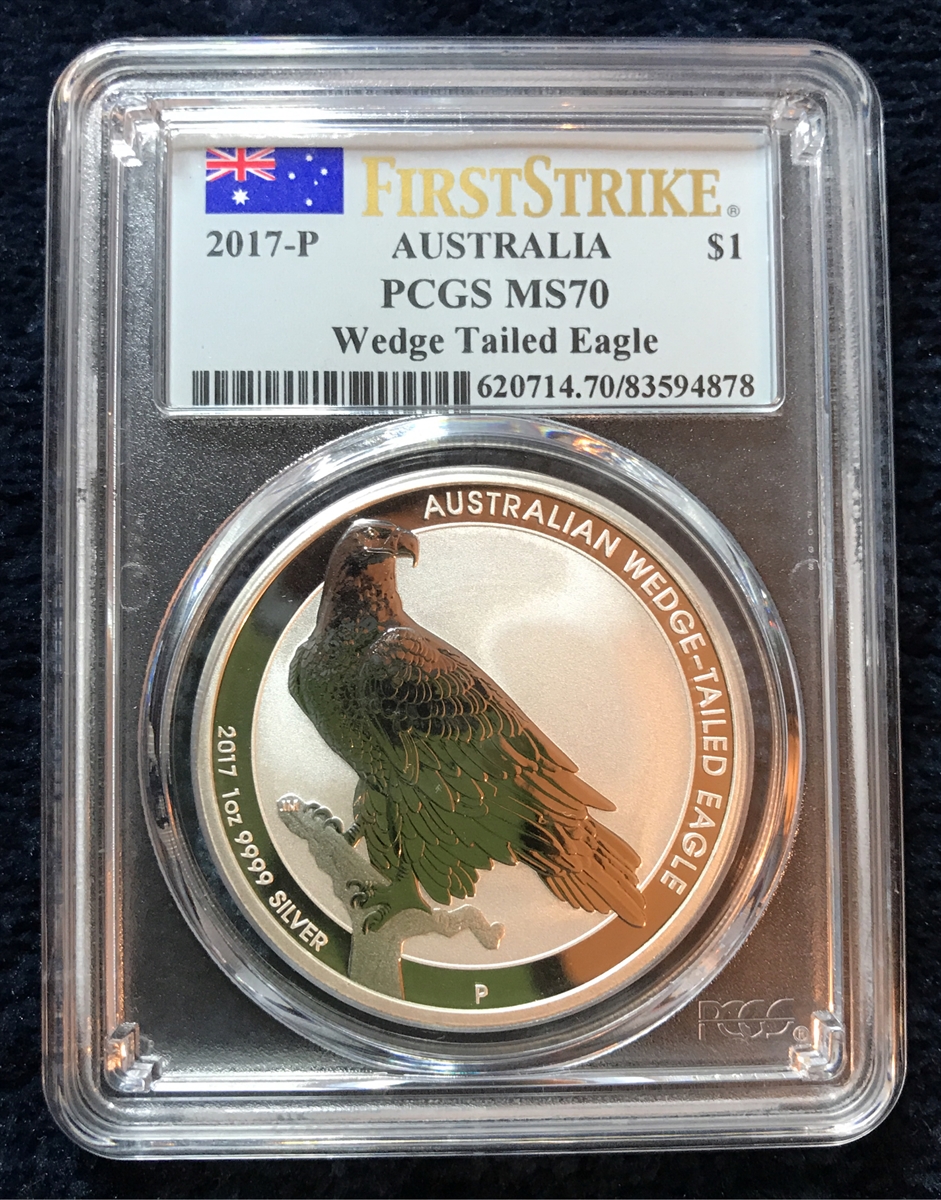 FIRSTSTRIKE®
2017-P AUSTRALIA $1
PCGS MS70
Wedge Tailed Eagle
620714.70/83594878
AUSTRALIAN WEDGE-TAILED EAGLE
2017 1oz 9999 SILVER
JM
P
PCGS®